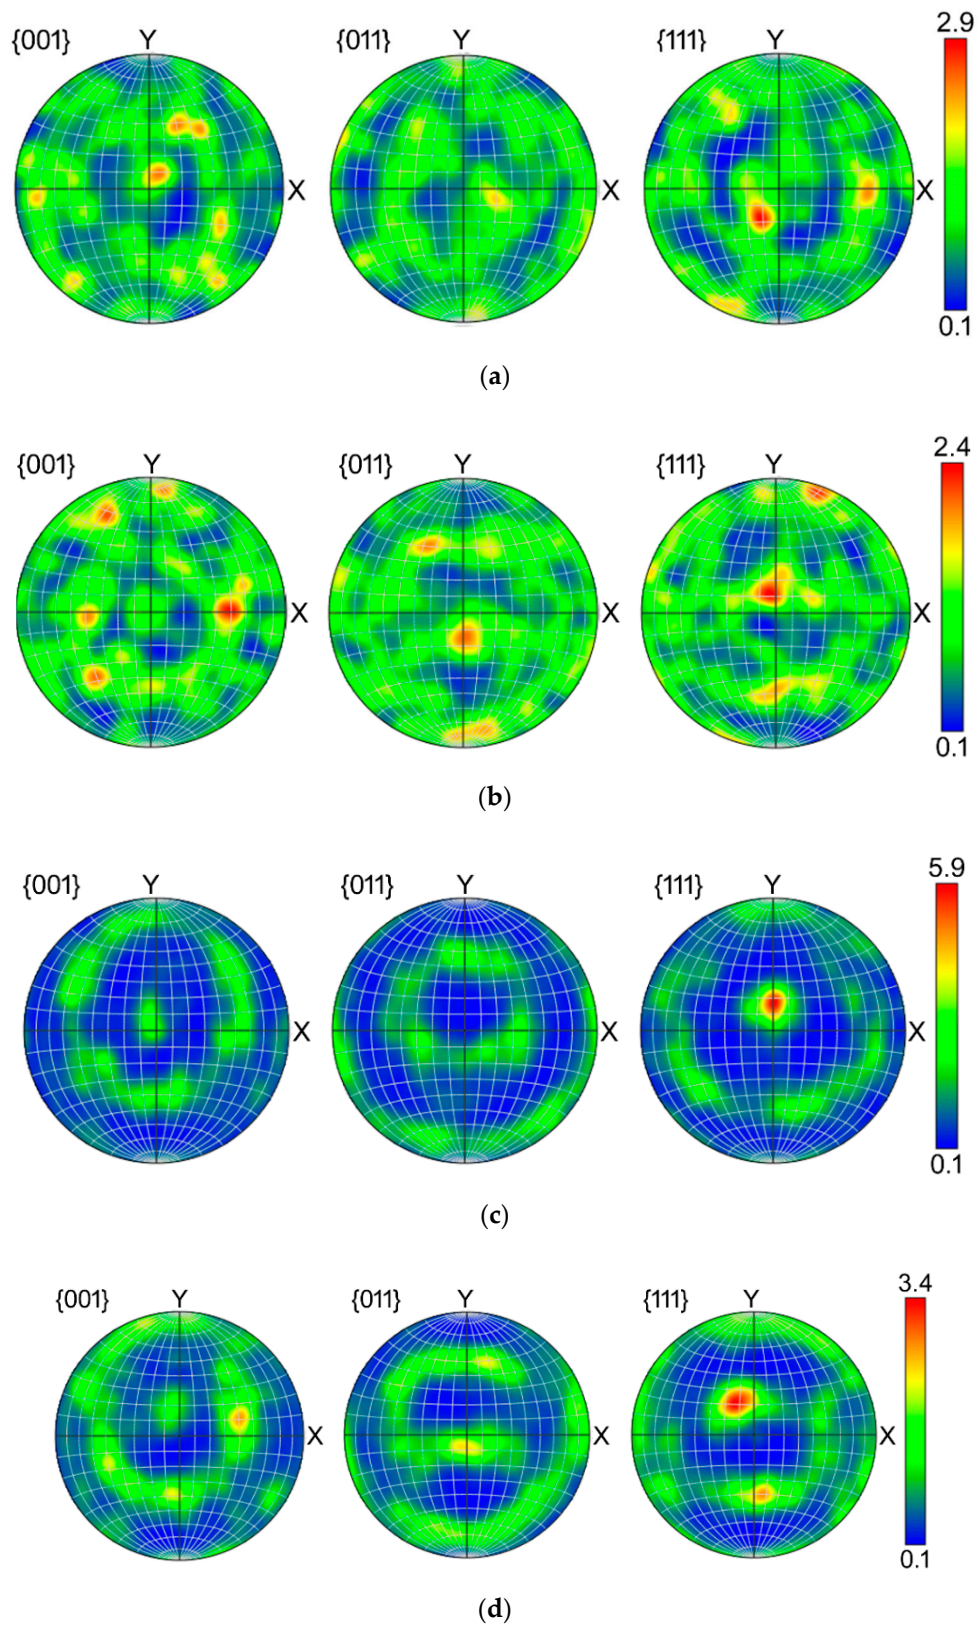 {001} Y X {011} Y X {111} Y X 2.9
0.1
(a)
{001} Y X {011} Y X {111} Y X 2.4
0.1
(b)
{001} Y X {011} Y X {111} Y X 5.9
0.1
(c)
{001} Y X {011} Y X {111} Y X 3.4
0.1
(d)